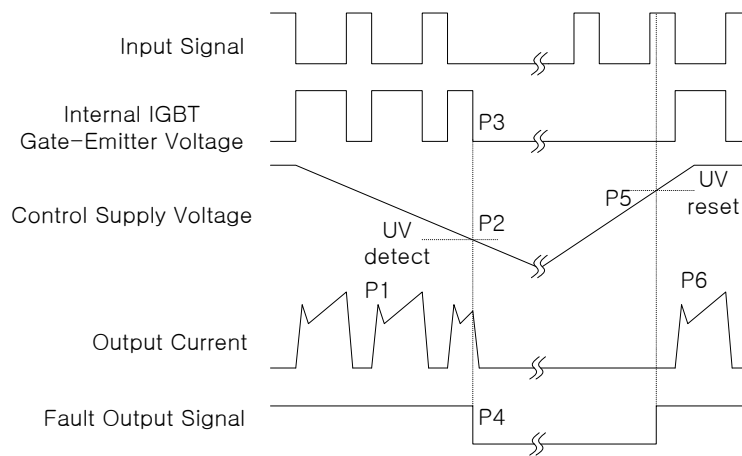 Input Signal
Internal IGBT
Gate-Emitter Voltage
P3
Control Supply Voltage
P2
UV
detect
P5
UV
reset
P1
P6
Output Current
Fault Output Signal
P4